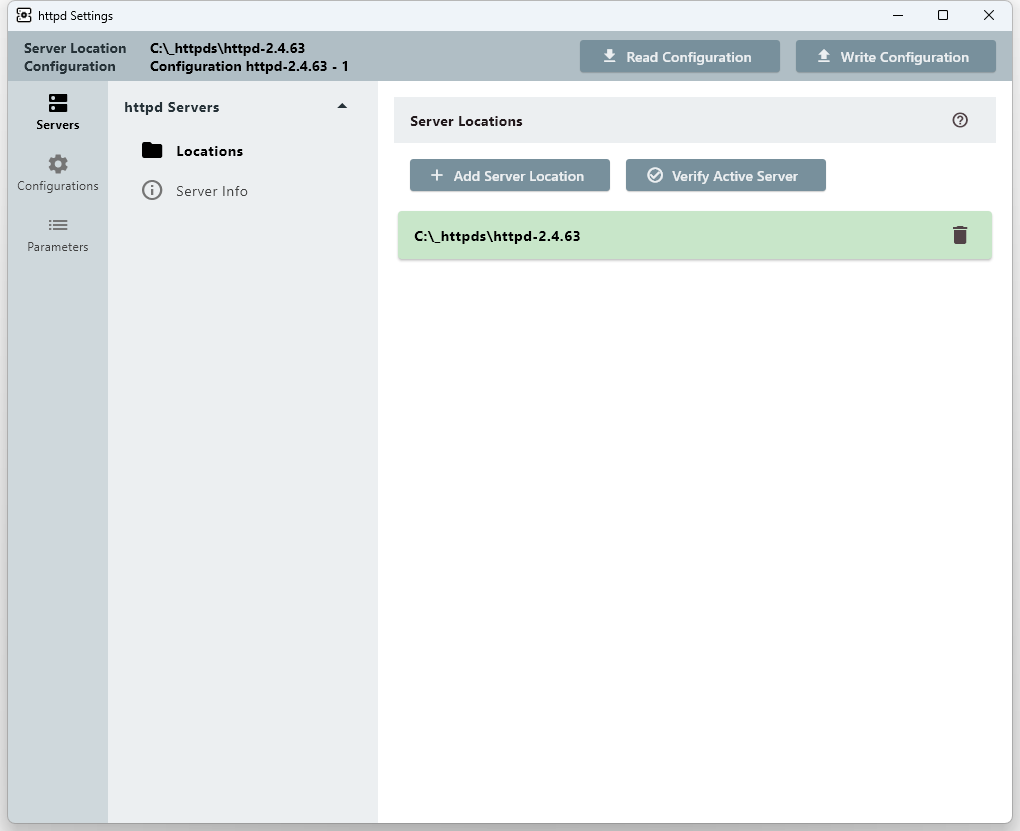 httpd Settings
Server Location C:\_httpds\httpd-2.4.63
Configuration Configuration httpd-2.4.63 - 1
Read Configuration
Write Configuration
Servers
Configurations
Parameters
httpd Servers
Locations
Server Info
Server Locations
Add Server Location
Verify Active Server
C:\_httpds\httpd-2.4.63